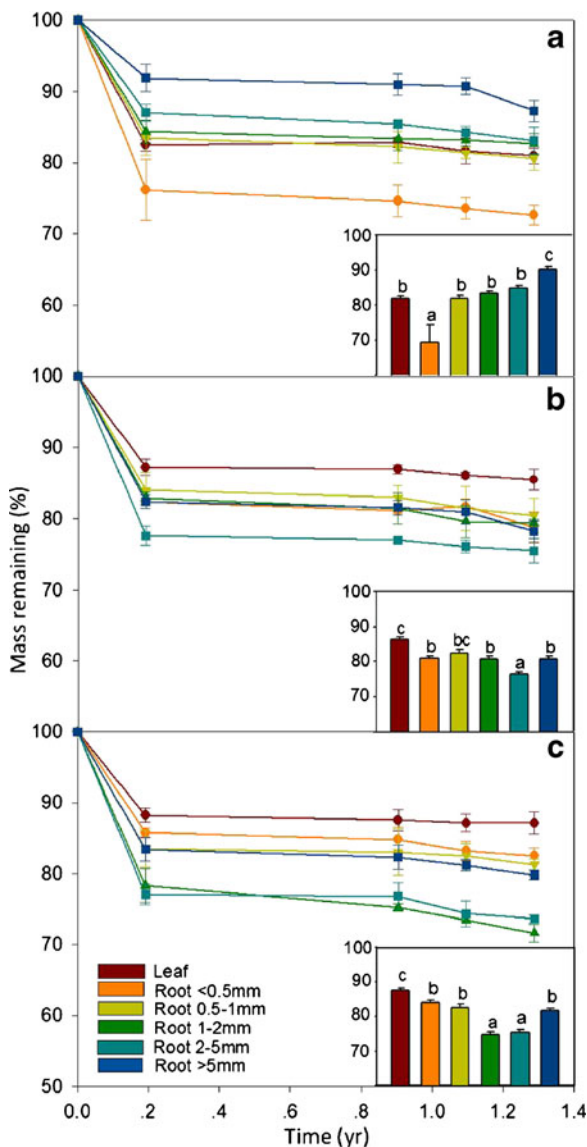 100
a
90
80
70
60
100
90
80
70
b
a
b
b
b
c
100
b
90
80
70
60
Mass remaining (%)
100
90
80
70
c
b
bc
b
a
b
100
c
90
80
70
60
50
Leaf
Root <0.5mm
Root 0.5-1mm
Root 1-2mm
Root 2-5mm
Root >5mm
100
90
80
70
c
b
b
a
a
b
0.0 .2 .4 .6 .8 1.0 1.2 1.4
Time (yr)